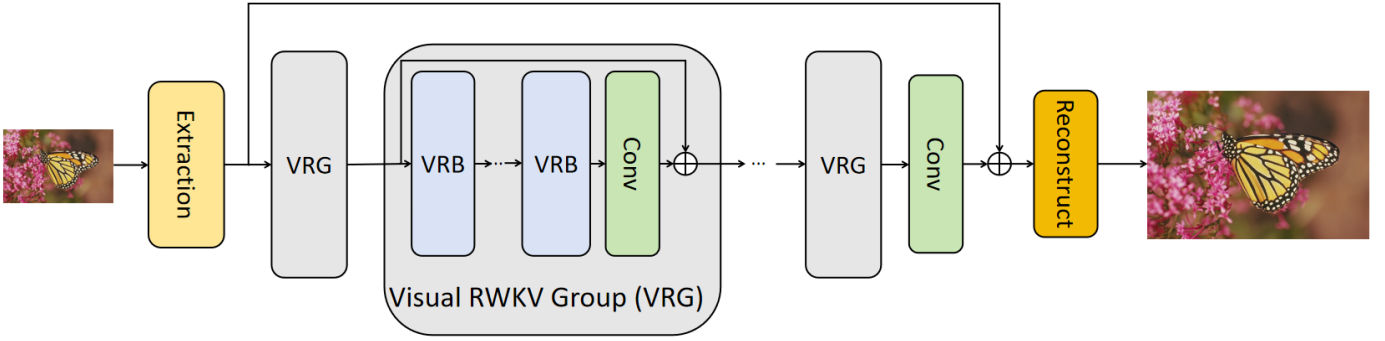 Extraction
VRG
VRB
...
VRB
Conv
Visual RWKV Group (VRG)
...
VRG
Conv
Reconstruct